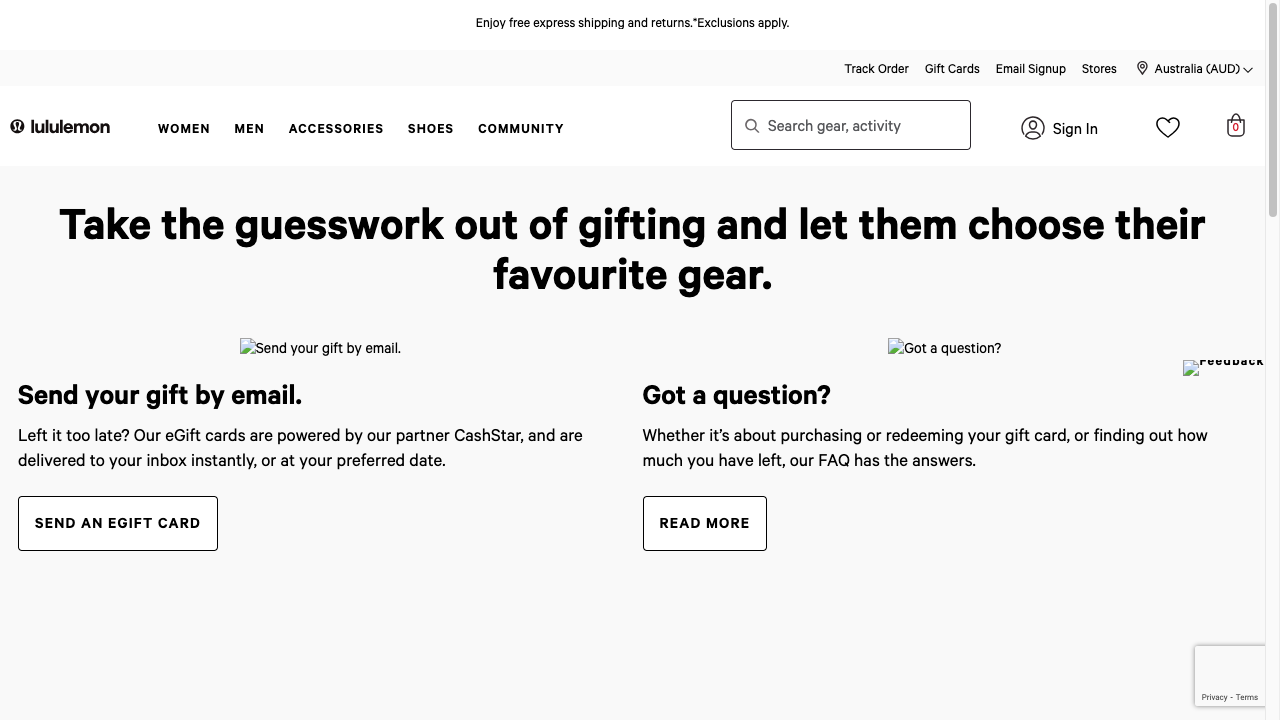 Enjoy free express shipping and returns.*Exclusions apply.
Track Order
Gift Cards
Email Signup
Stores
Australia (AUD)
lululemon
WOMEN
MEN
ACCESSORIES
SHOES
COMMUNITY
Search gear, activity
Sign In
0
Take the guesswork out of gifting and let them choose their
favourite gear.
Send your gift by email.
Got a question?
Feedback
Send your gift by email.
Left it too late? Our eGift cards are powered by our partner CashStar, and are
delivered to your inbox instantly, or at your preferred date.
SEND AN EGIFT CARD
Got a question?
Whether it’s about purchasing or redeeming your gift card, or finding out how
much you have left, our FAQ has the answers.
READ MORE
Privacy - Terms